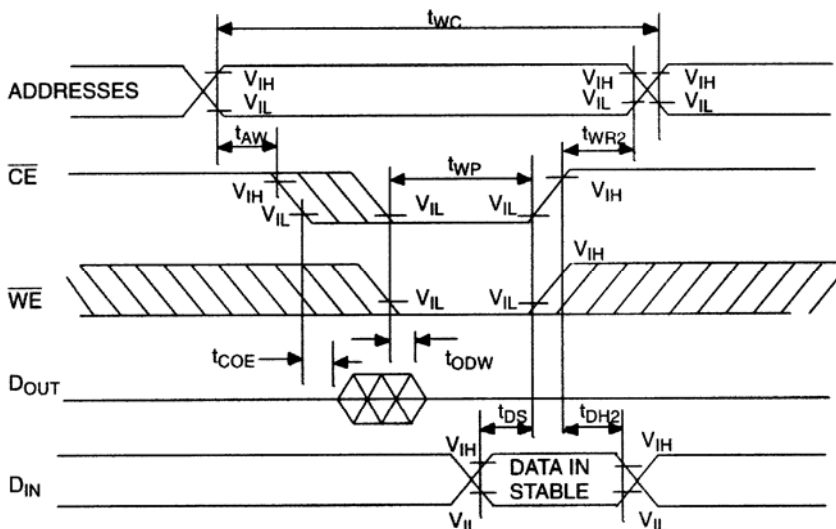 tWC
ADDRESSES
VIH VIH VIH
VIL VIL VIL
tAW tWP tWR2
CE
VIH VIH
VIL VIL VIL
WE
VIH
VIL VIL
tCOE tODW
DOUT
tDS tDH2
DIN
VIH DATA IN VIH
STABLE
VIL VIL